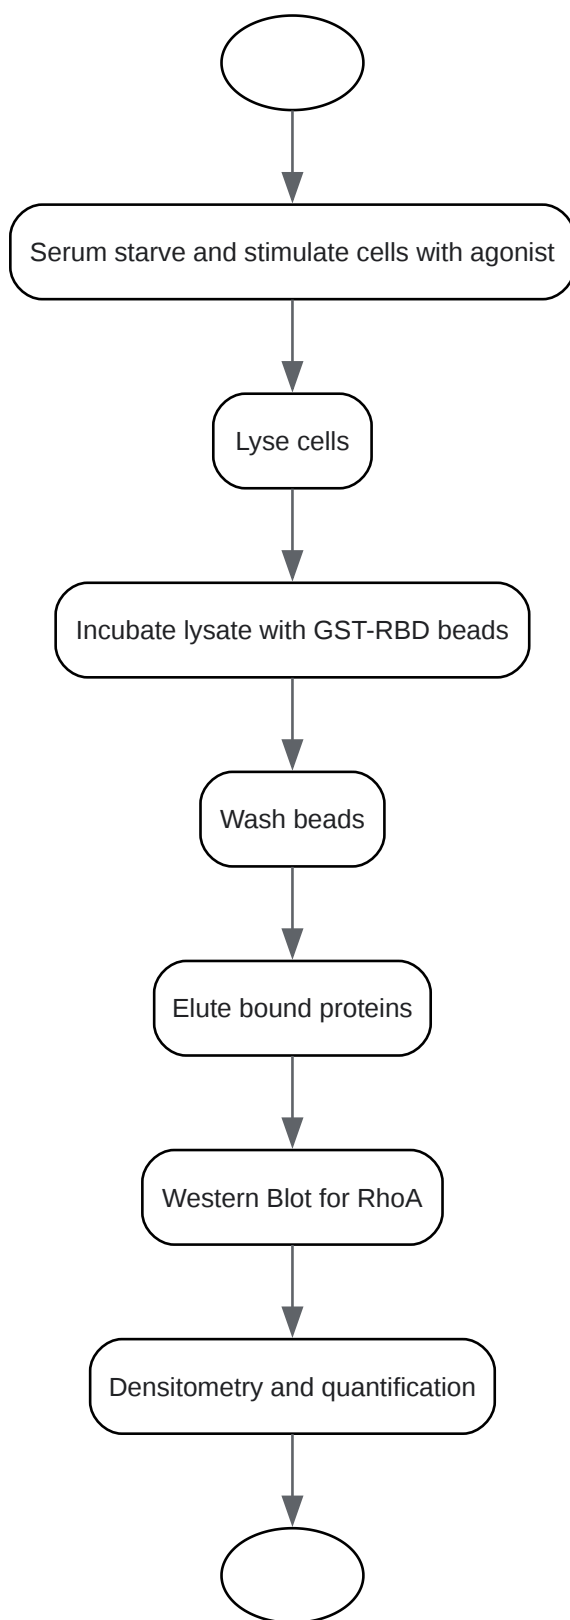 Serum starve and stimulate cells with agonist
Lyse cells
Incubate lysate with GST-RBD beads
Wash beads
Elute bound proteins
Western Blot for RhoA
Densitometry and quantification